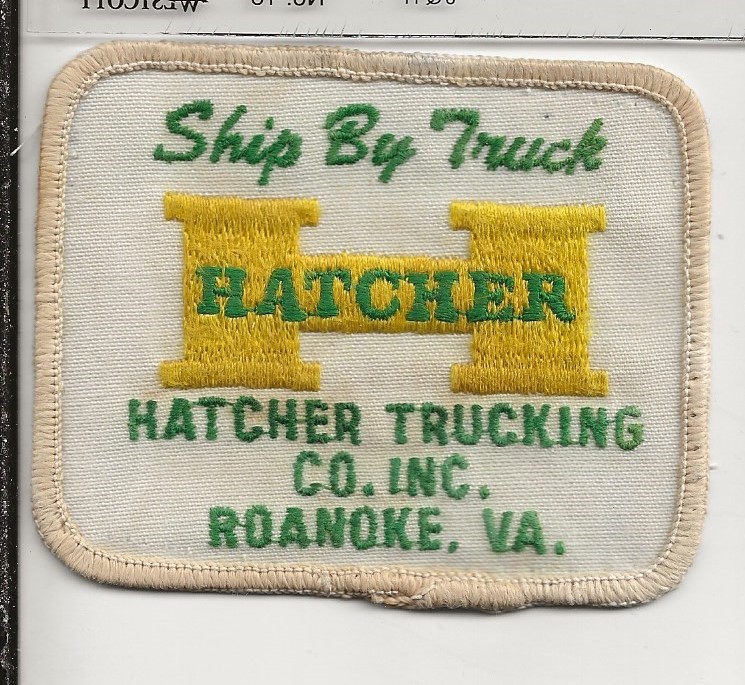 Ship By Truck
HATCHER
HATCHER TRUCKING
CO. INC.
ROANOKE, VA.